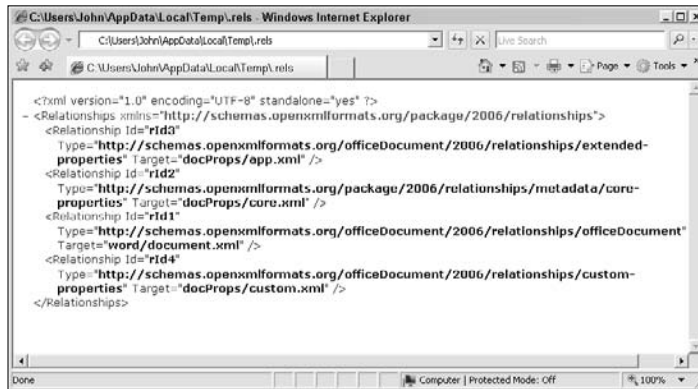 C:\Users\John\AppData\Local\Temp\.rels - Windows Internet Explorer
C:\Users\John\AppData\Local\Temp\.rels
Live Search
C:\Users\John\AppData\Local\Temp\.rels
Page
Tools
<?xml version="1.0" encoding="UTF-8" standalone="yes" ?>
- <Relationships xmlns="http://schemas.openxmlformats.org/package/2006/relationships">
<Relationship Id="rId3"
Type="http://schemas.openxmlformats.org/officeDocument/2006/relationships/extended-
properties" Target="docProps/app.xml" />
<Relationship Id="rId2"
Type="http://schemas.openxmlformats.org/package/2006/relationships/metadata/core-
properties" Target="docProps/core.xml" />
<Relationship Id="rId1"
Type="http://schemas.openxmlformats.org/officeDocument/2006/relationships/officeDocument"
Target="word/document.xml" />
<Relationship Id="rId4"
Type="http://schemas.openxmlformats.org/officeDocument/2006/relationships/custom-
properties" Target="docProps/custom.xml" />
</Relationships>
Done
Computer | Protected Mode: Off
100%